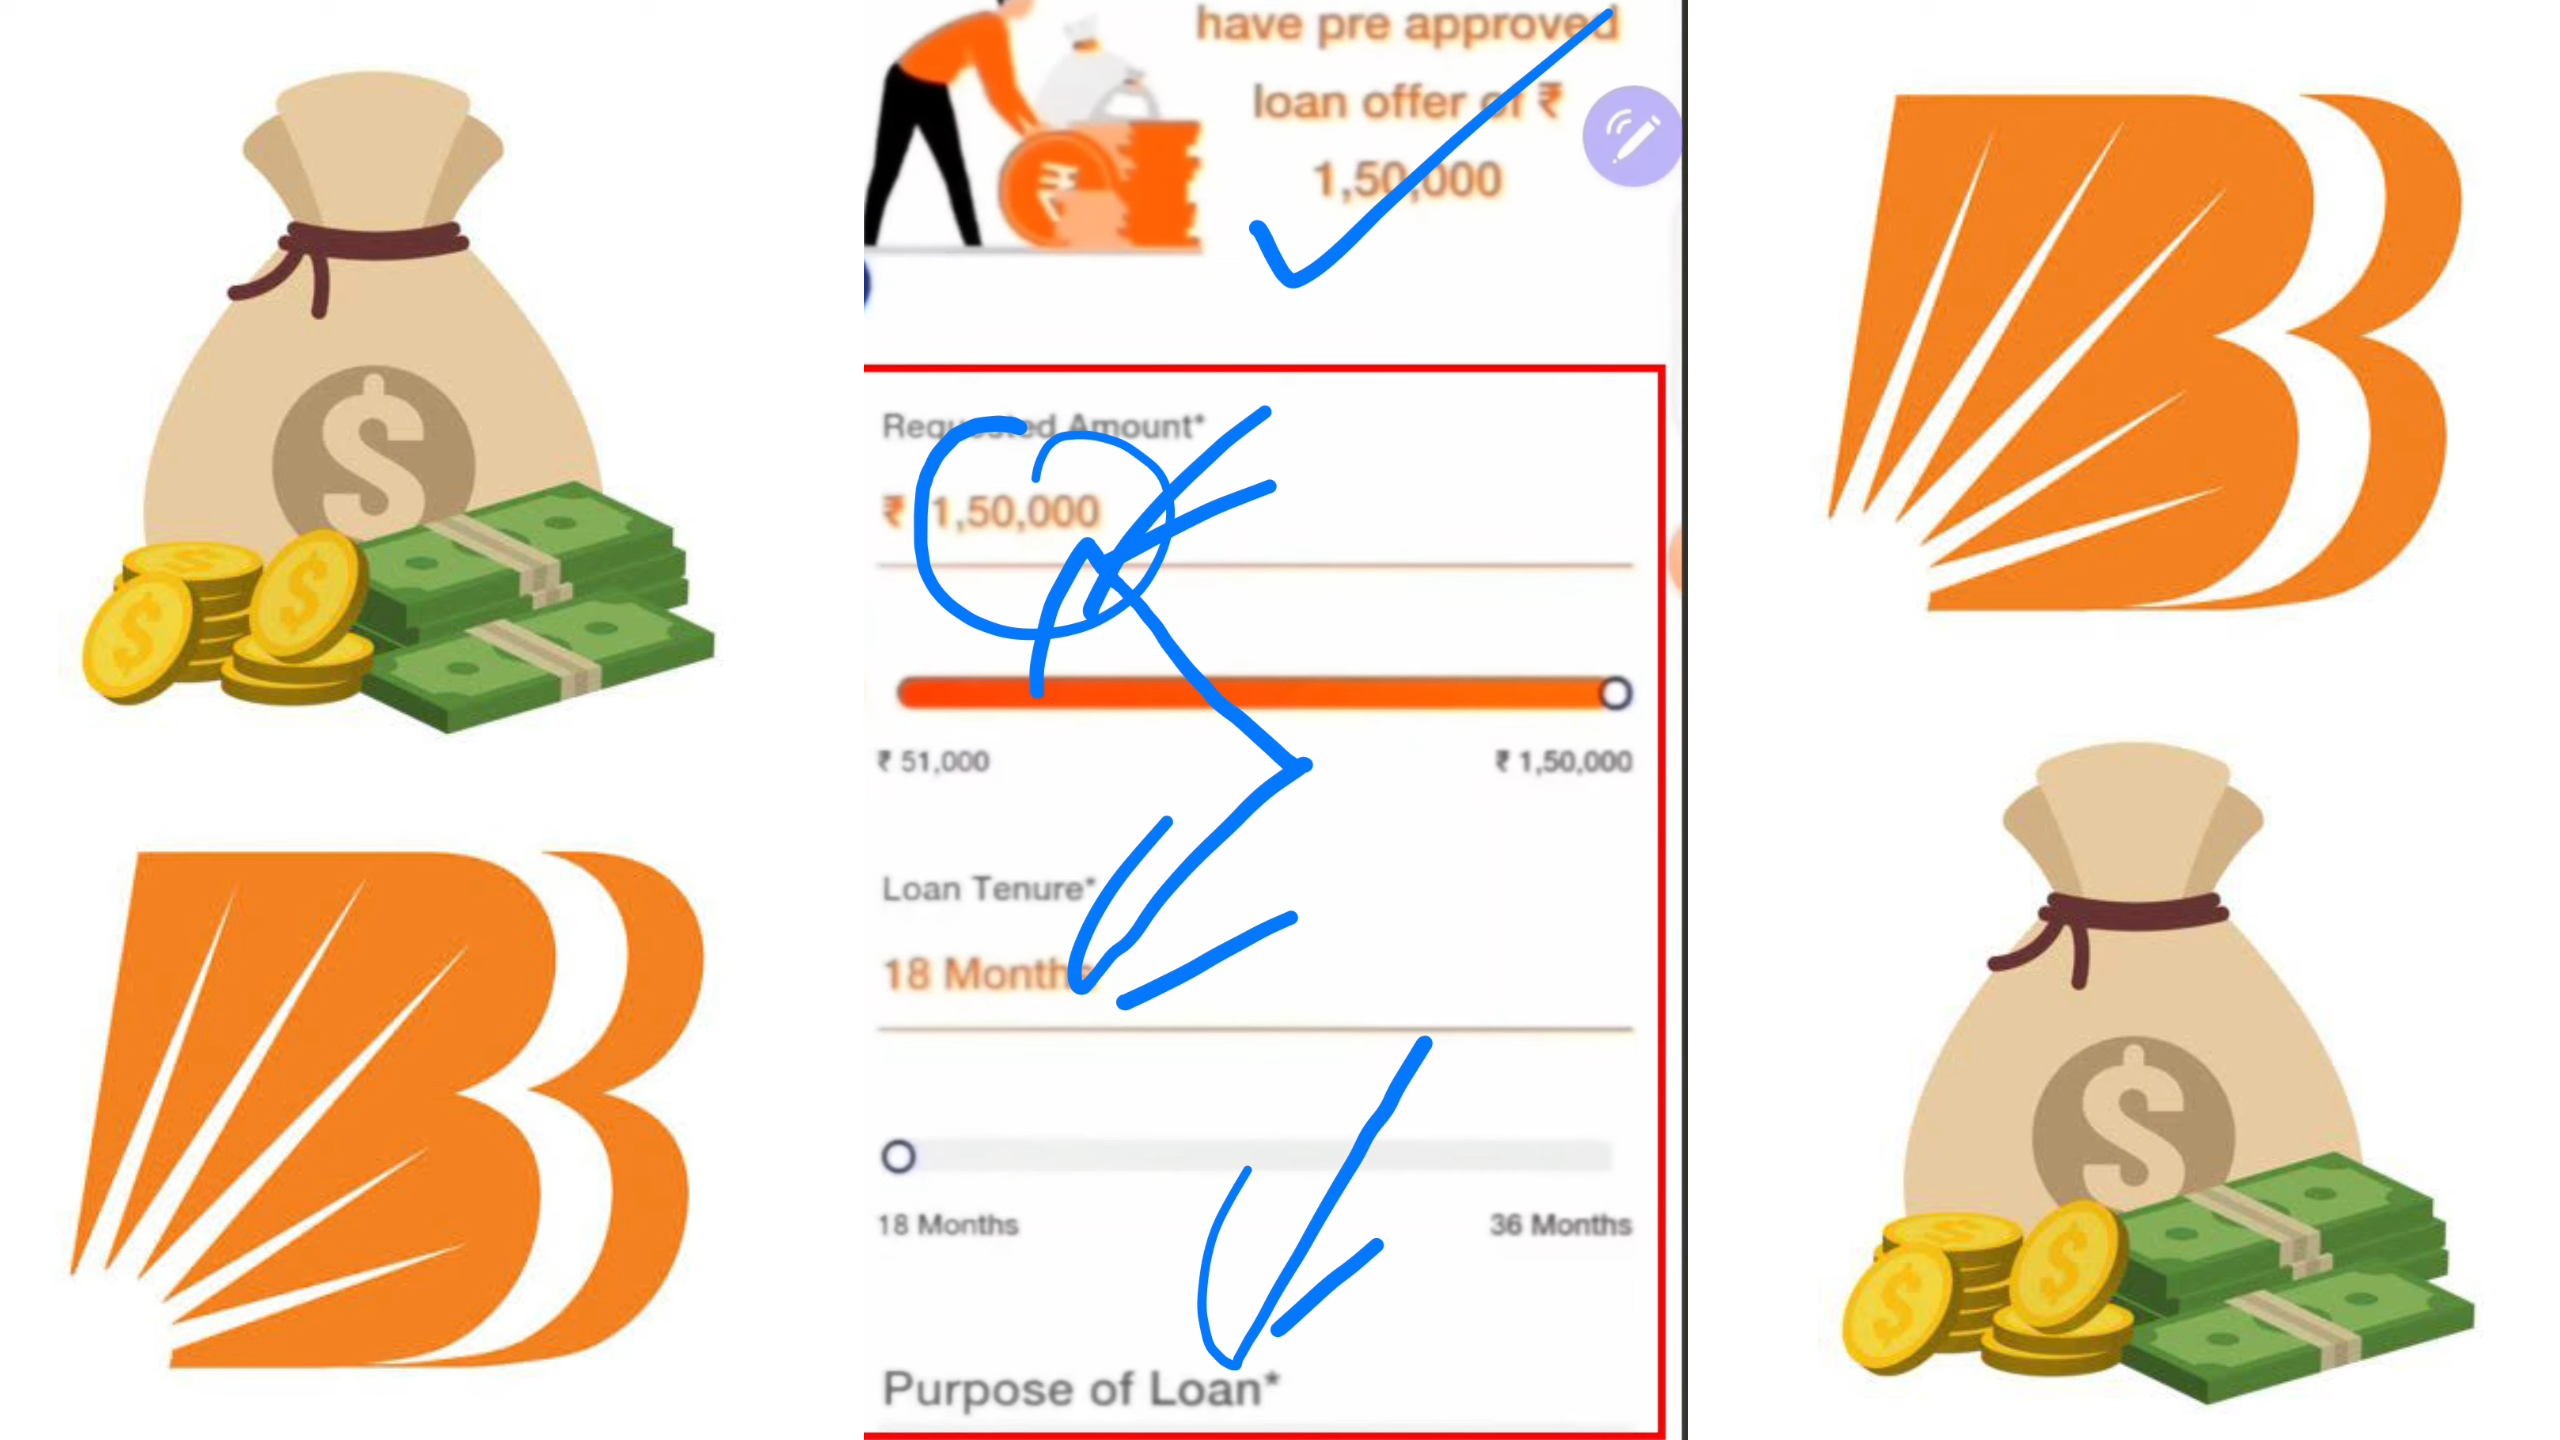 have pre approved
loan offer of ₹
1,50,000
Requested Amount*
₹ 1,50,000
₹ 51,000
₹ 1,50,000
Loan Tenure*
18 Months
18 Months
36 Months
Purpose of Loan*